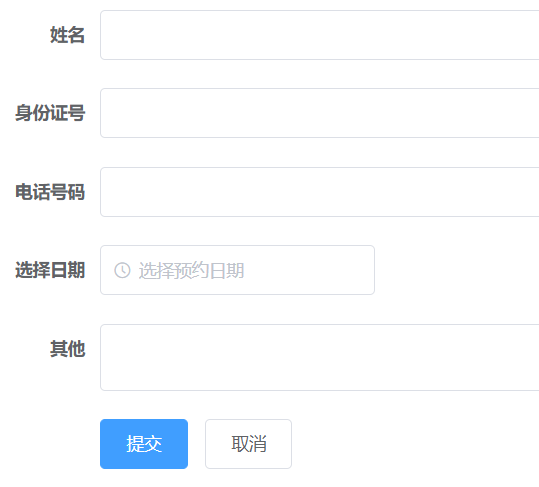 姓名
身份证号
电话号码
选择日期 选择预约日期
其他
提交 取消